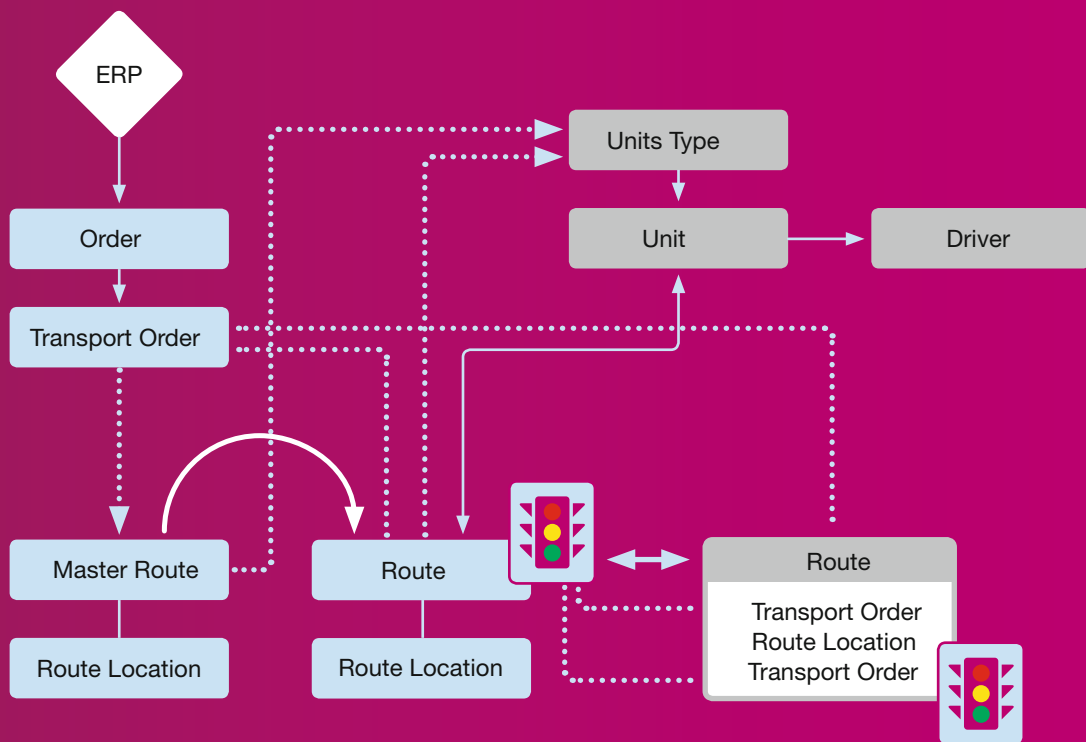 ERP
Units Type
Order
Unit
Driver
Transport Order
Master Route
Route
Route
Transport Order
Route Location
Transport Order
Route Location
Route Location